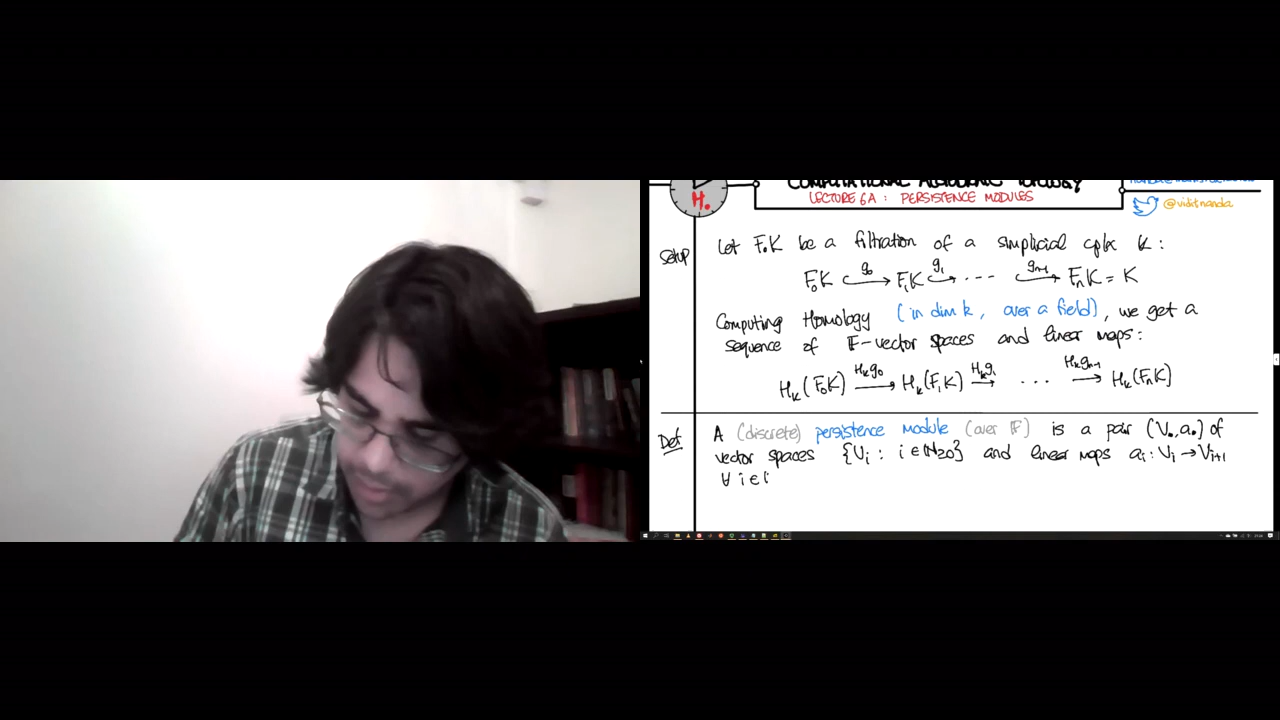 COMPUTATIONAL ALGEBRAIC TOPOLOGY
LECTURE 6A : PERSISTENCE MODULES
@viditnanda
H.
Setup
Let F.K be a filtration of a simplicial cplx K :
F₀K g₀ F₁K g₁ ... gₙ₋₁ FₙK = K
Computing Homology (in dim k, over a field), we get a
sequence of 𝔽-vector spaces and linear maps:
Hₖ(F₀K) Hₖg₀ → Hₖ(F₁K) Hₖg₁ → ... Hₖgₙ₋₁ → Hₖ(FₙK)
Def
A (discrete) persistence module (over 𝔽) is a pair (V., a.) of
vector spaces {Vᵢ : i ∈ ℕ≥0} and linear maps aᵢ : Vᵢ → Vᵢ₊₁
∀ i ∈